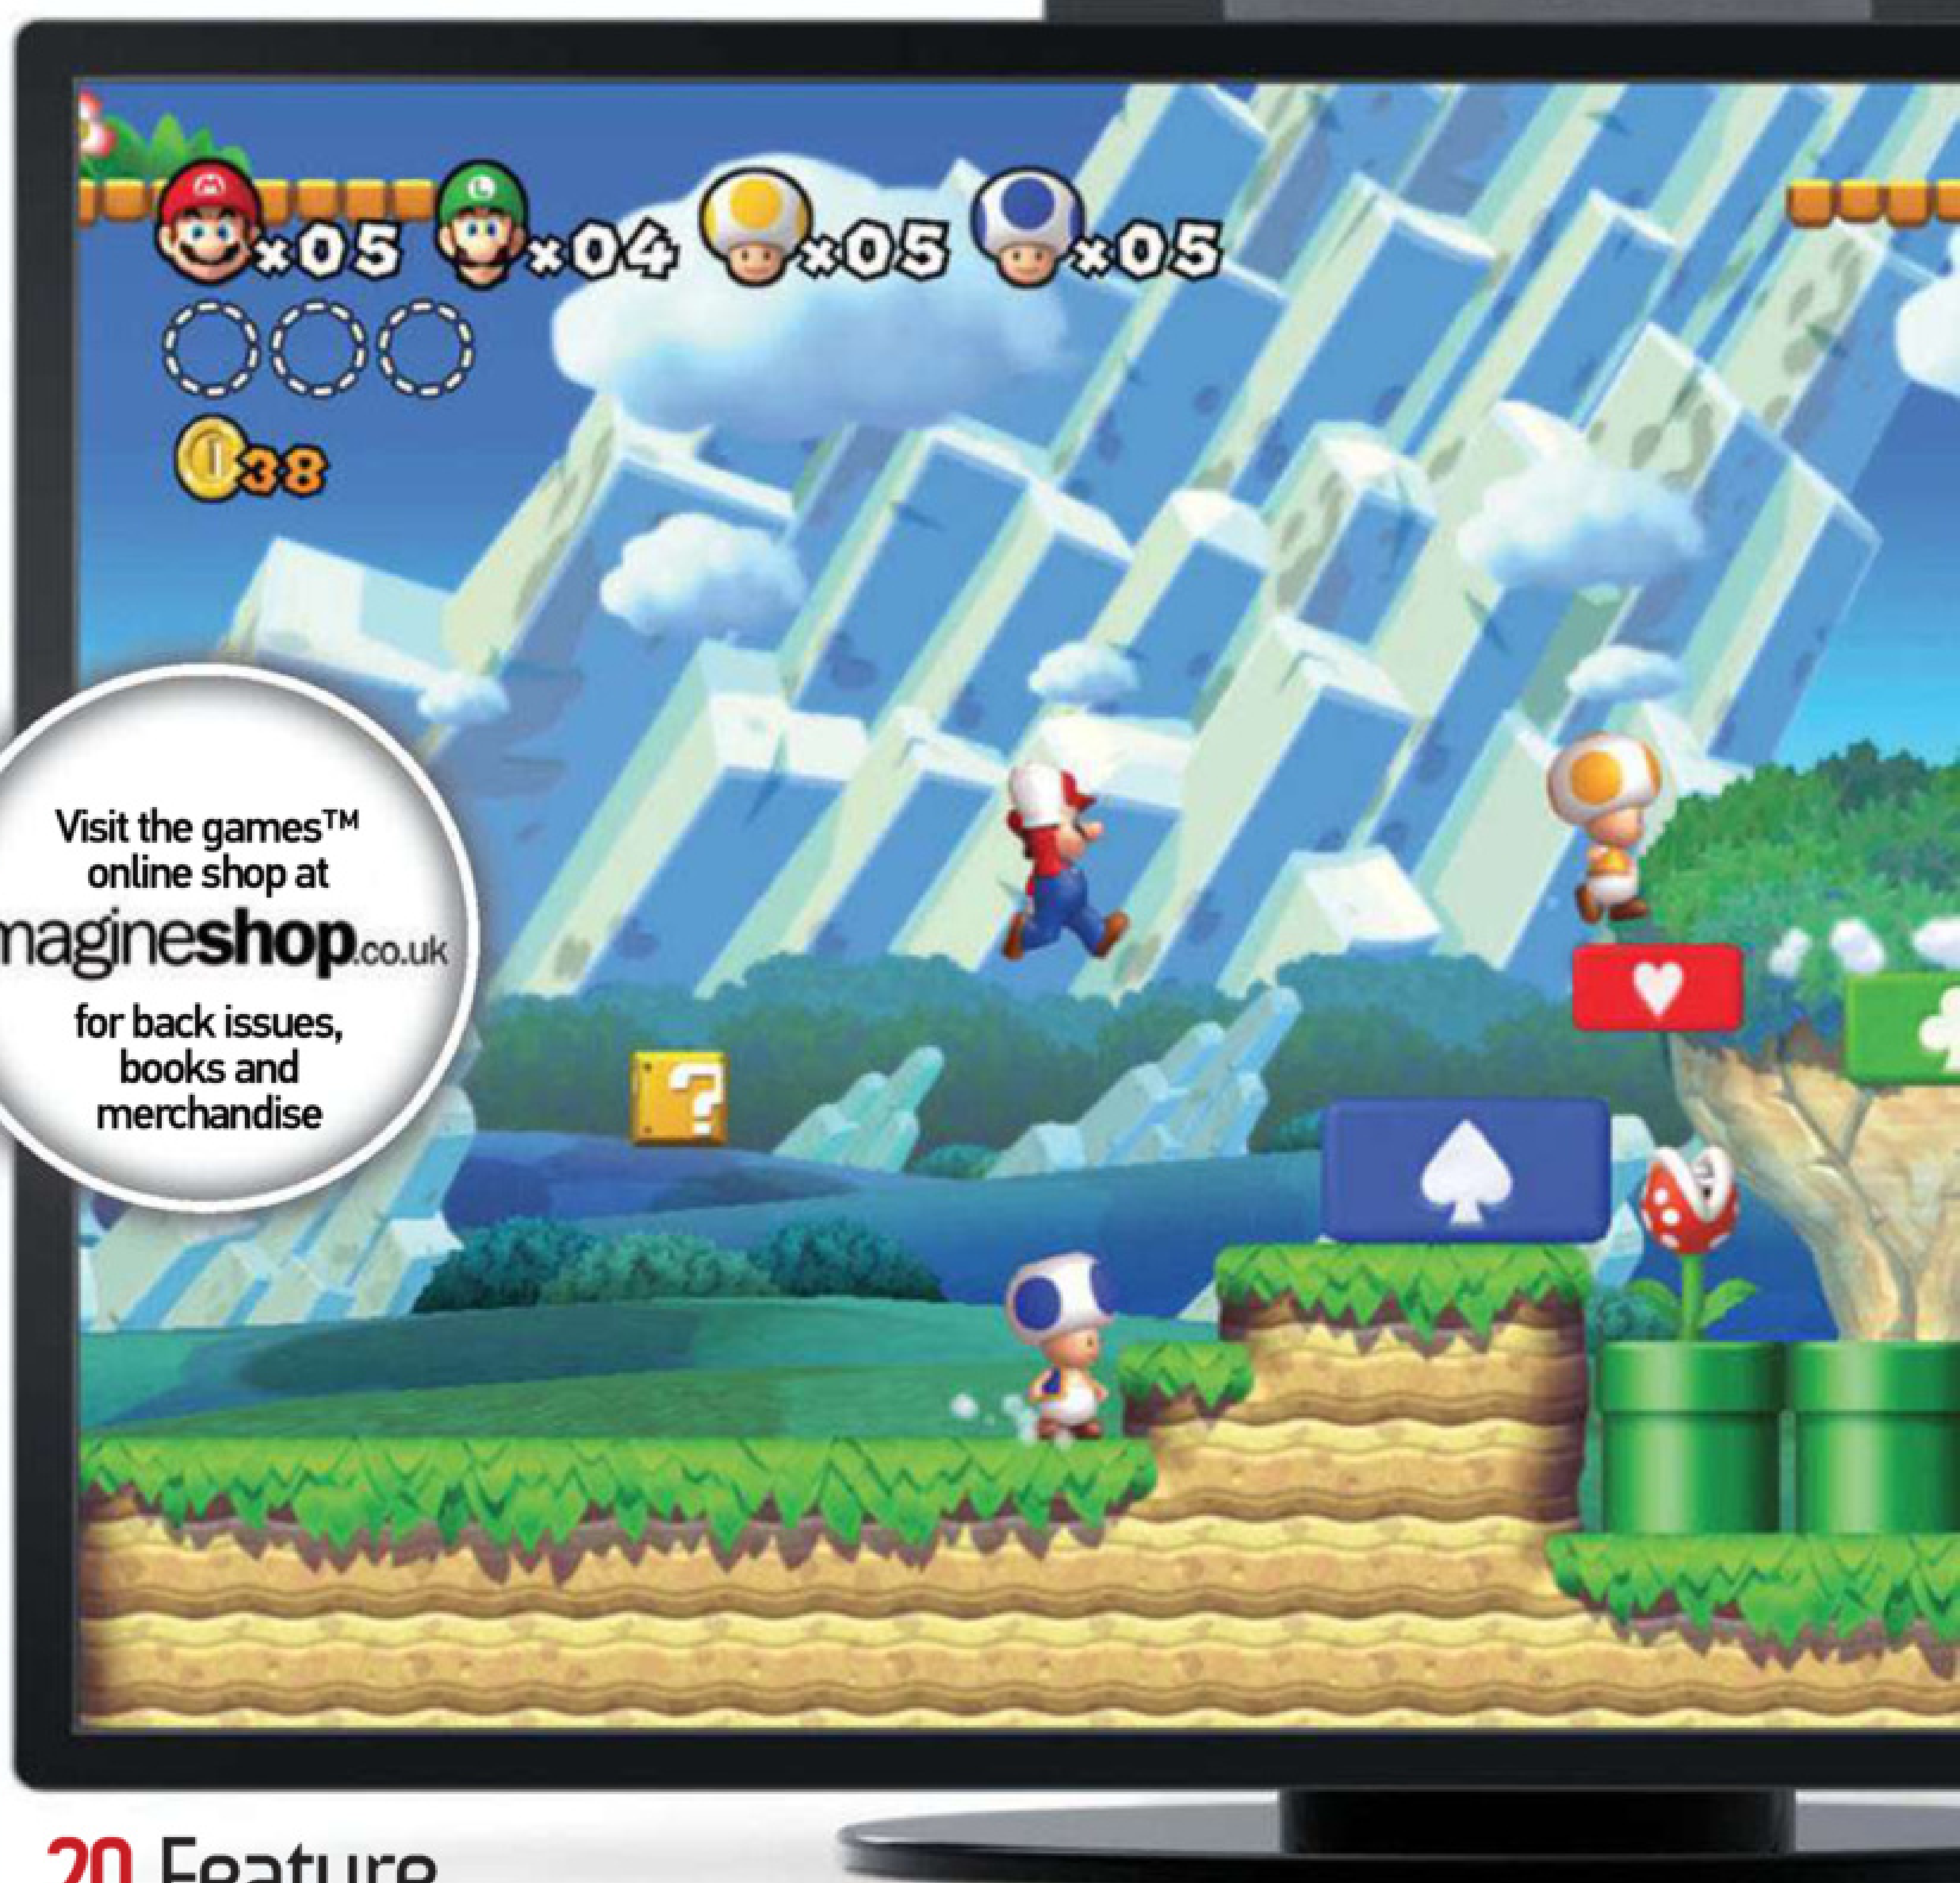 ×05 ×04 ×05 ×05
38
Visit the games™
online shop at
magineshop.co.uk
for back issues,
books and
merchandise
?
20 Feature